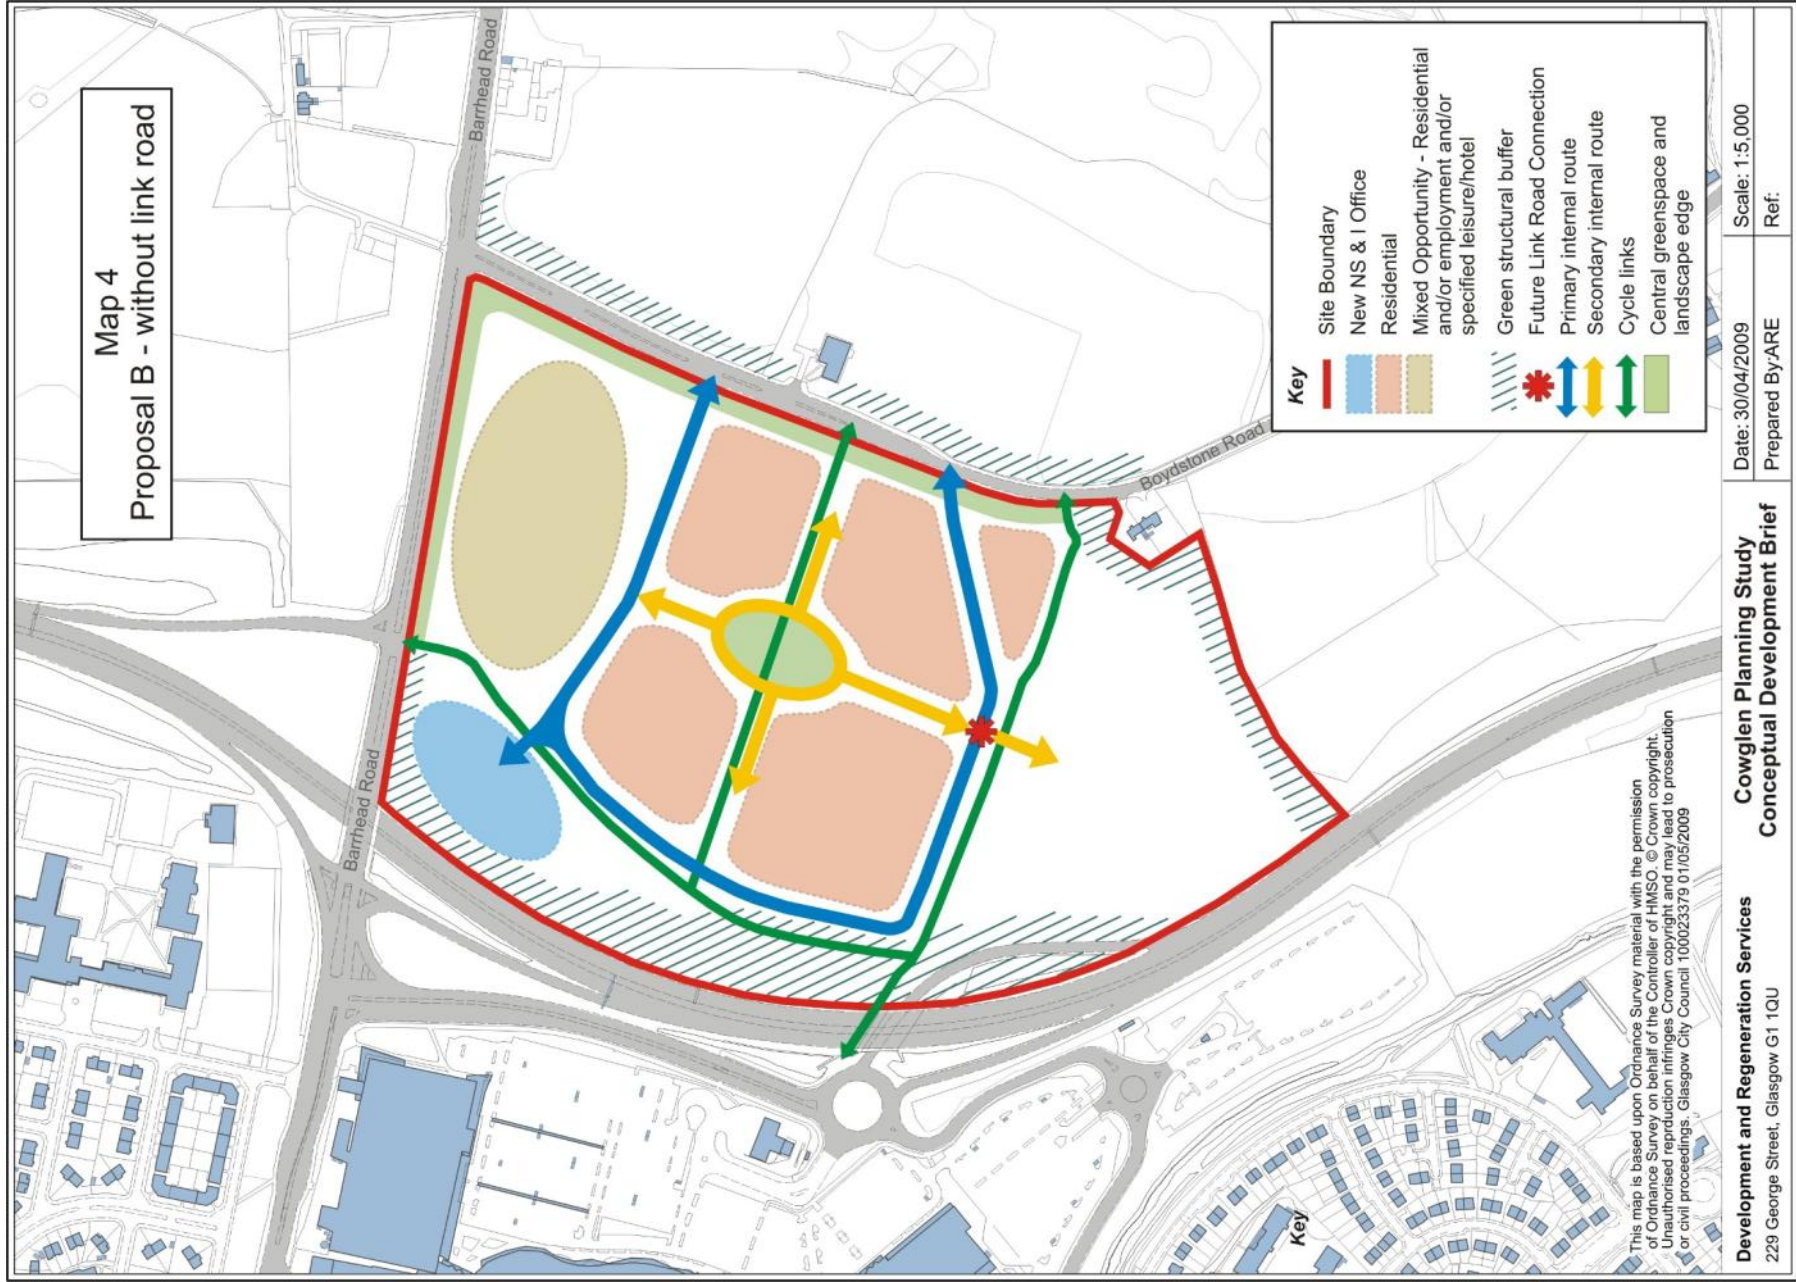 Map 4
Proposal B - without link road
Barrhead Road
Barrhead Road
Boydstone Road
Key
Site Boundary
New NS & I Office
Residential
Mixed Opportunity - Residential
and/or employment and/or
specified leisure/hotel
Green structural buffer
Future Link Road Connection
Primary internal route
Secondary internal route
Cycle links
Central greenspace and
landscape edge
Key
This map is based upon Ordnance Survey material with the permission
of Ordnance Survey on behalf of the Controller of HMSO. © Crown copyright.
Unauthorised reprduction infringes Crown copyright and may lead to prosecution
or civil proceedings. Glasgow City Council 100023379 01/05/2009
Development and Regeneration Services
229 George Street, Glasgow G1 1QU
Cowglen Planning Study
Conceptual Development Brief
Date: 30/04/2009
Prepared By:ARE
Scale: 1:5,000
Ref: